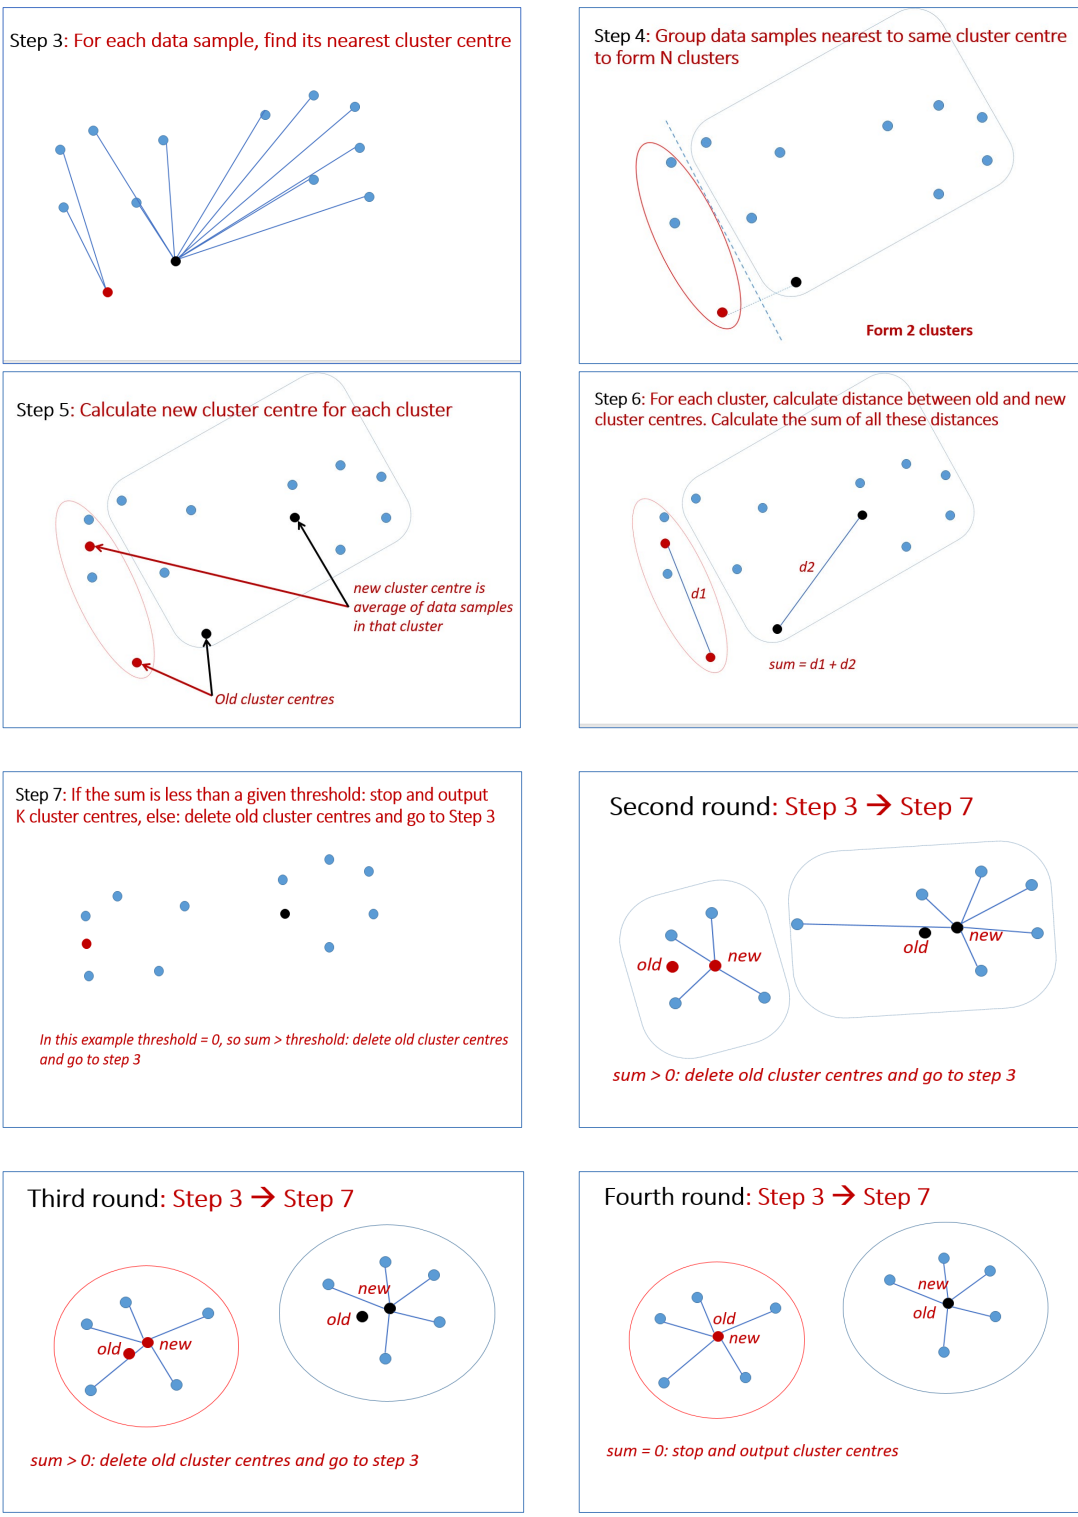 Step 3: For each data sample, find its nearest cluster centre
Step 4: Group data samples nearest to same cluster centre
to form N clusters
Form 2 clusters
Step 5: Calculate new cluster centre for each cluster
new cluster centre is
average of data samples
in that cluster
Old cluster centres
Step 6: For each cluster, calculate distance between old and new
cluster centres. Calculate the sum of all these distances
d2
d1
sum = d1 + d2
Step 7: If the sum is less than a given threshold: stop and output
K cluster centres, else: delete old cluster centres and go to Step 3
In this example threshold = 0, so sum > threshold: delete old cluster centres
and go to step 3
Second round: Step 3 → Step 7
old
new
old
new
sum > 0: delete old cluster centres and go to step 3
Third round: Step 3 → Step 7
new
old
old
new
sum > 0: delete old cluster centres and go to step 3
Fourth round: Step 3 → Step 7
new
old
old
new
sum = 0: stop and output cluster centres